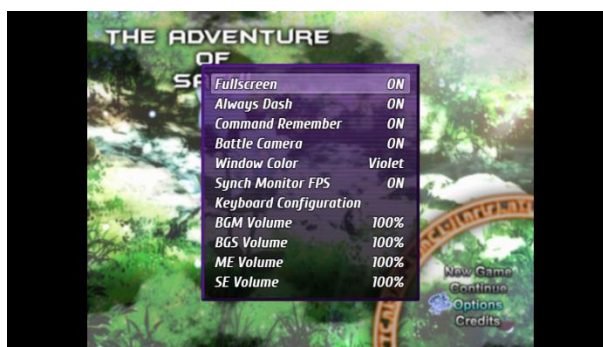 THE ADVENTURE
OF
Fullscreen ON
Always Dash ON
Command Remember ON
Battle Camera ON
Window Color Violet
Synch Monitor FPS ON
Keyboard Configuration
BGM Volume 100%
BGS Volume 100%
ME Volume 100%
SE Volume 100%
New Game
Continue
Options
Credits